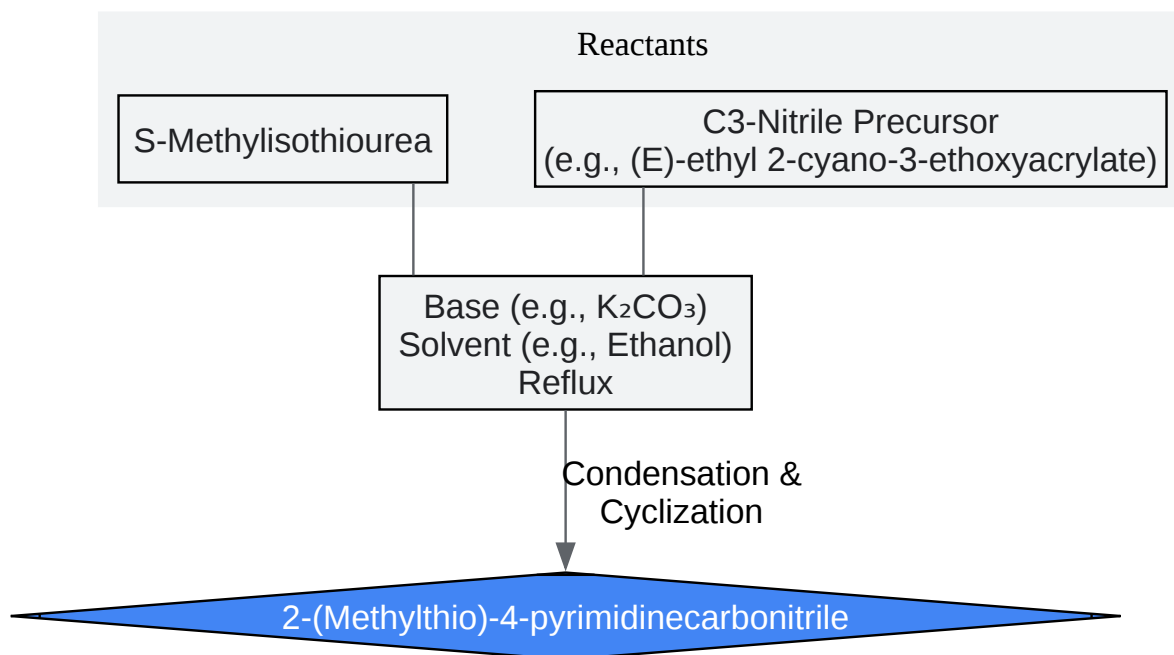 Reactants
S-Methylisothiourea
C3-Nitrile Precursor
(e.g., (E)-ethyl 2-cyano-3-ethoxyacrylate)
Base (e.g., K₂CO₃)
Solvent (e.g., Ethanol)
Reflux
Condensation &
Cyclization
2-(Methylthio)-4-pyrimidinecarbonitrile